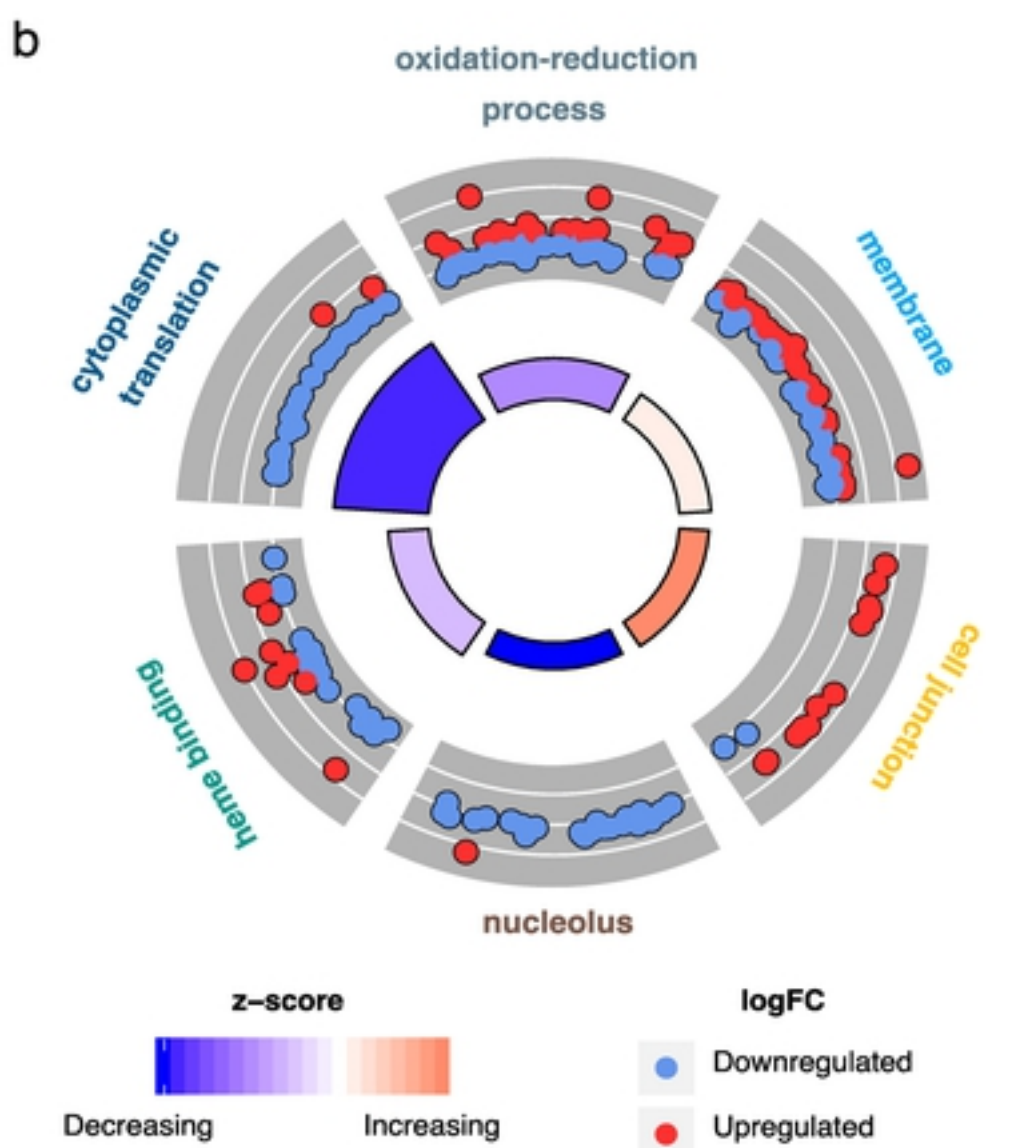 b
oxidation-reduction
process
cytoplasmic
translation
membrane
heme binding
cell junction
nucleolus
z–score
Decreasing
Increasing
logFC
Downregulated
Upregulated